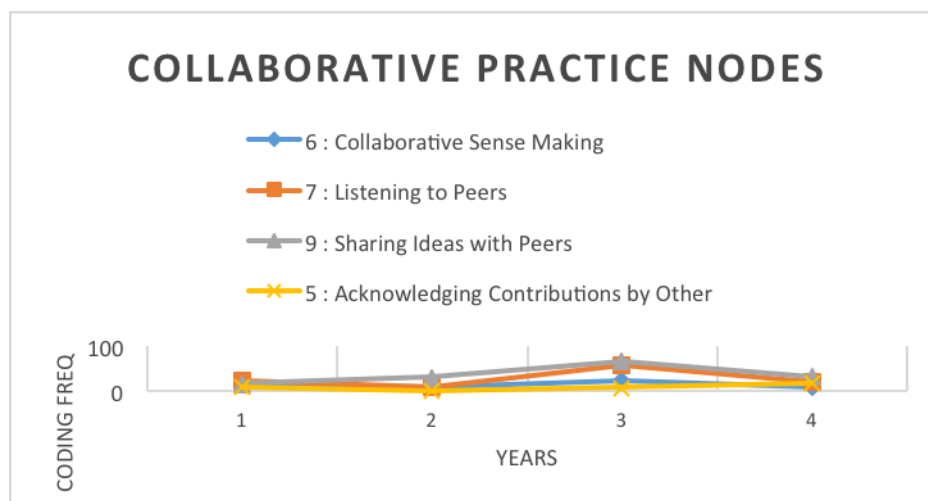 COLLABORATIVE PRACTICE NODES
6 : Collaborative Sense Making
7 : Listening to Peers
9 : Sharing Ideas with Peers
5 : Acknowledging Contributions by Other
100
0
CODING FREQ
1 2 3 4
YEARS